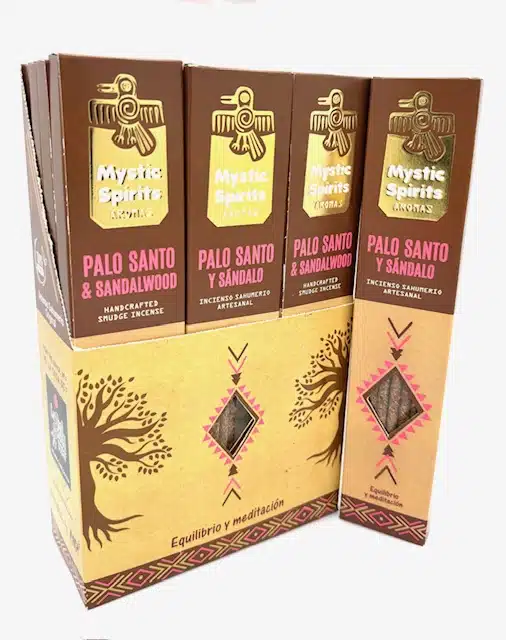 Mystic
Spirits
AROMAS
PALO SANTO
& SANDALWOOD
HANDCRAFTED
SMUDGE INCENSE
Mystic
Spirits
AROMAS
PALO SANTO
Y SÁNDALO
INCIENSO SAHUMERIO
ARTESANAL
Mystic
Spirits
AROMAS
PALO SANTO
& SANDALWOOD
HANDCRAFTED
SMUDGE INCENSE
Mystic
Spirits
AROMAS
PALO SANTO
Y SÁNDALO
INCIENSO SAHUMERIO
ARTESANAL
Equilibrio y meditación
Equilibrio
y meditación